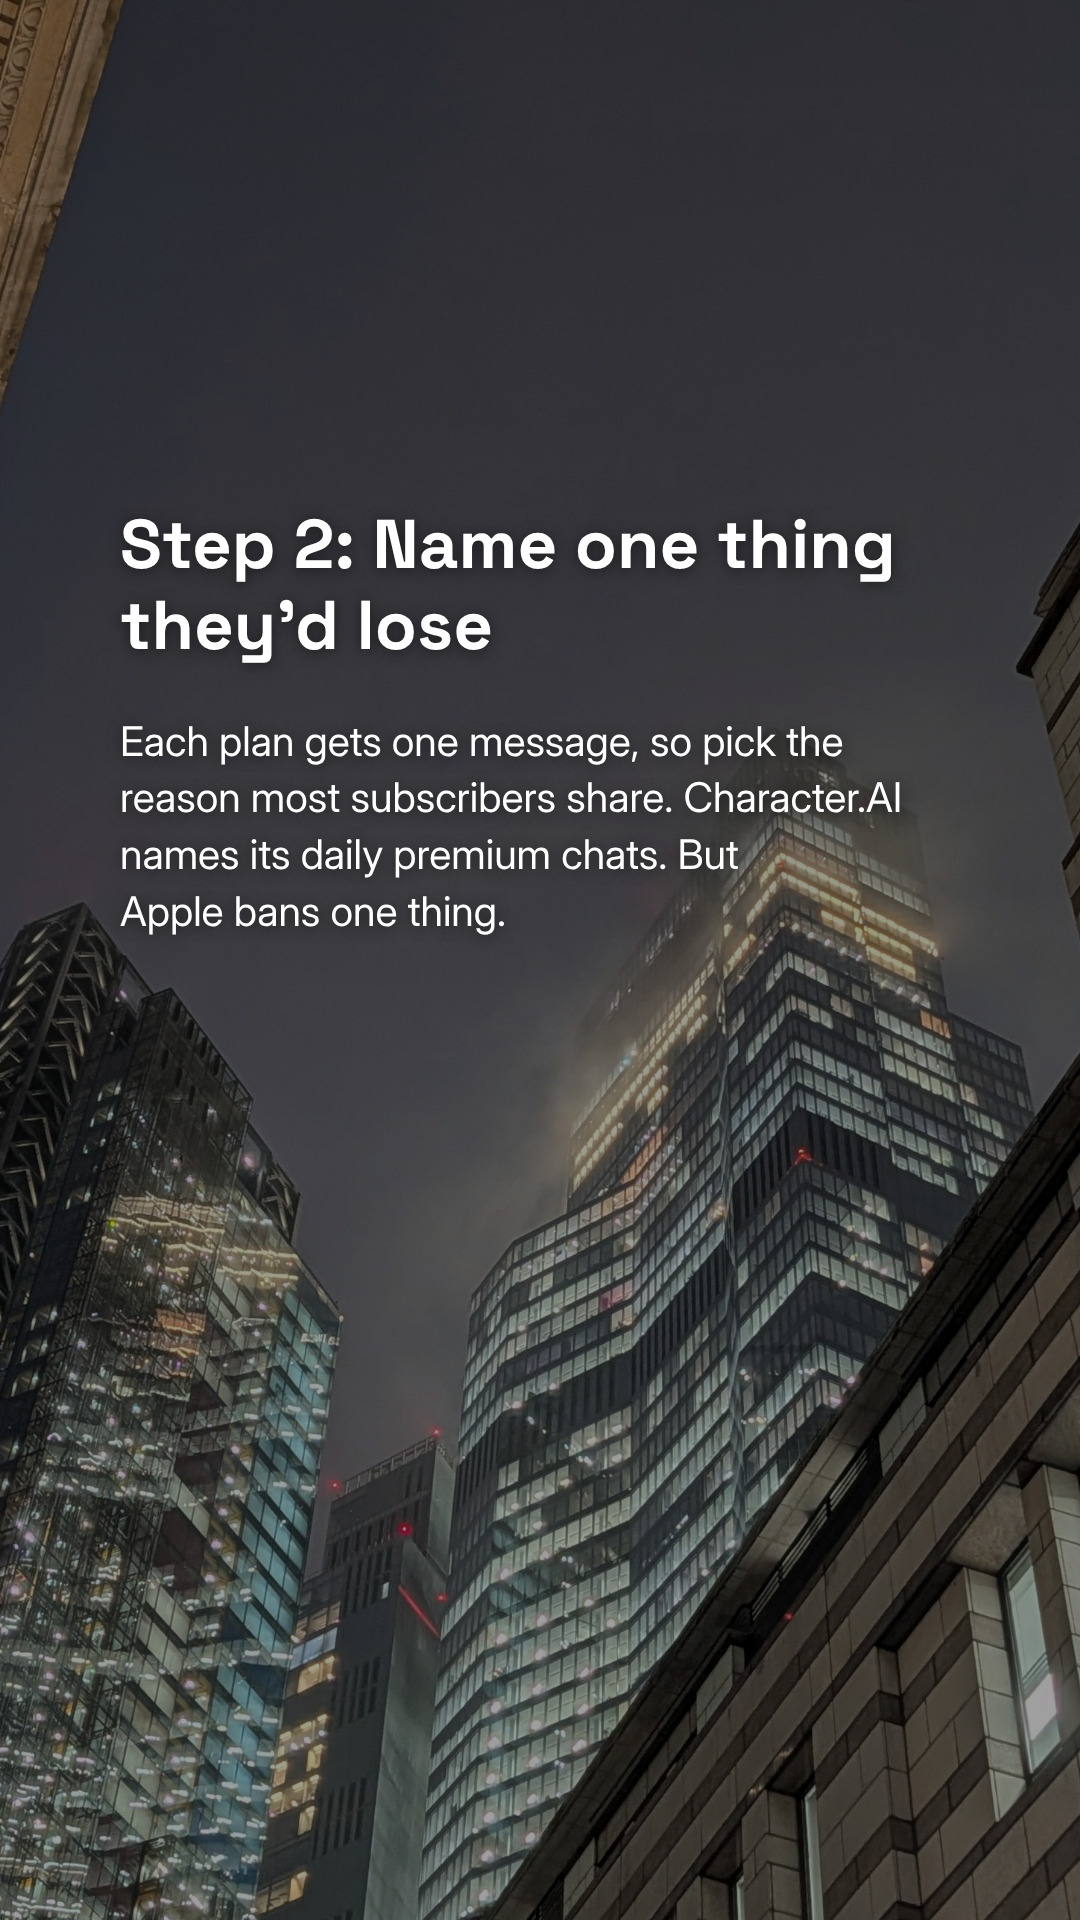 Step 2: Name one thing
they’d lose
Each plan gets one message, so pick the
reason most subscribers share. Character.AI
names its daily premium chats. But
Apple bans one thing.